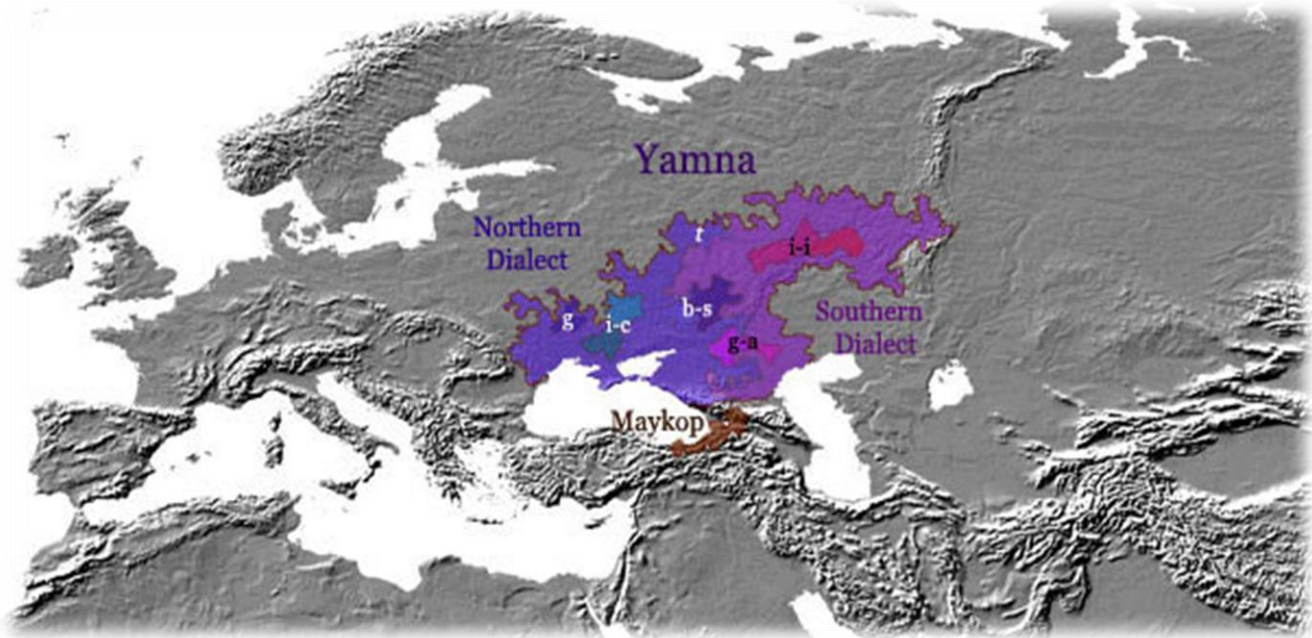 Yamna
Northern
Dialect
t
i-i
b-s
g
i-c
Southern
Dialect
g-a
Maykop